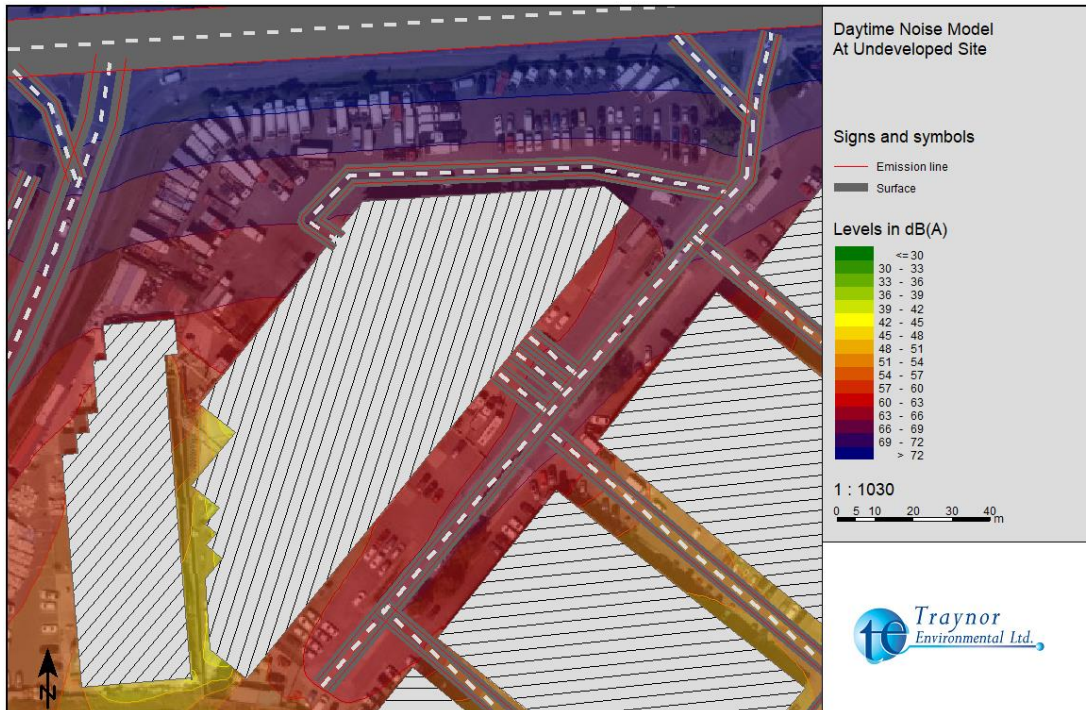 Daytime Noise Model
At Undeveloped Site
Signs and symbols
Emission line
Surface
Levels in dB(A)
<= 30
30 - 33
33 - 36
36 - 39
39 - 42
42 - 45
45 - 48
48 - 51
51 - 54
54 - 57
57 - 60
60 - 63
63 - 66
66 - 69
69 - 72
> 72
1 : 1030
0 5 10 20 30 40
m
te Traynor
Environmental Ltd.
N